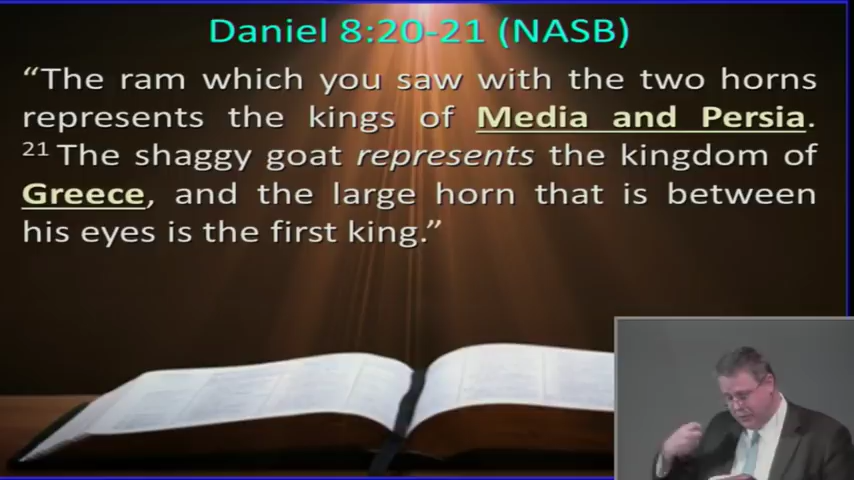 Daniel 8:20-21 (NASB)
“The ram which you saw with the two horns
represents the kings of Media and Persia.
21 The shaggy goat represents the kingdom of
Greece, and the large horn that is between
his eyes is the first king.”